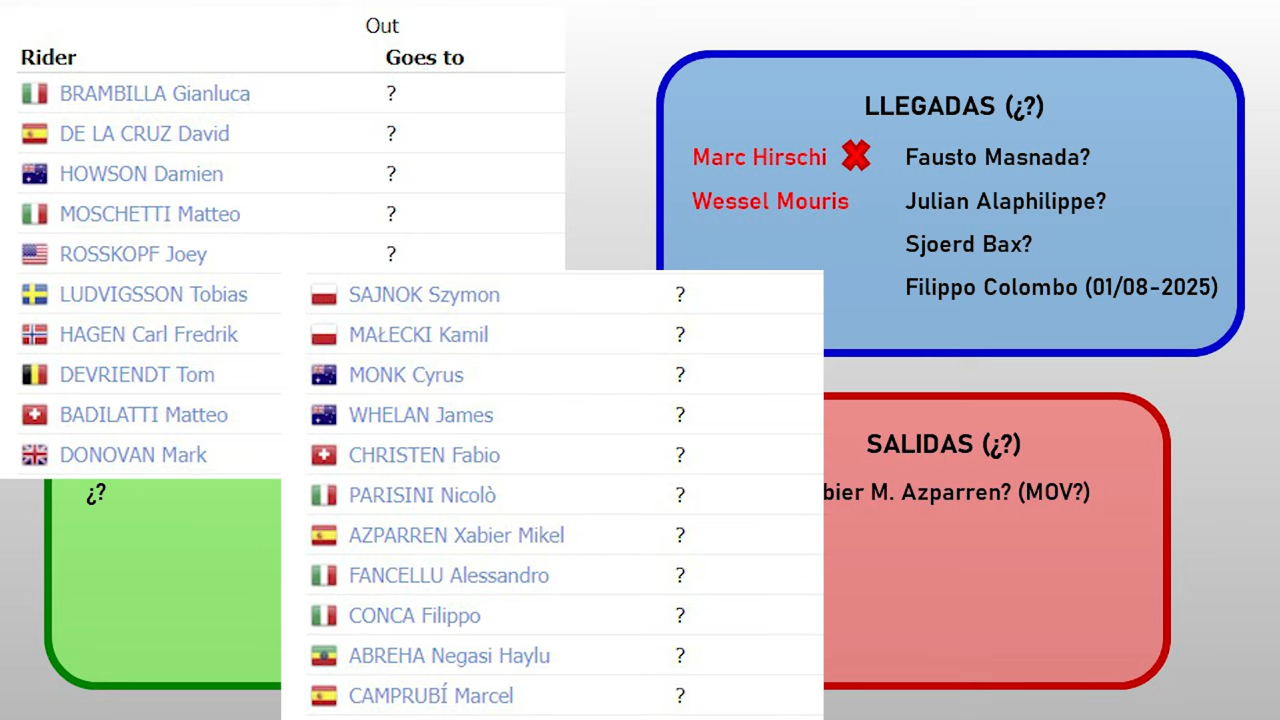 Out
Rider Goes to
BRAMBILLA Gianluca ?
DE LA CRUZ David ?
HOWSON Damien ?
MOSCHETTI Matteo ?
ROSSKOPF Joey ?
LUDVIGSSON Tobias
HAGEN Carl Fredrik
DEVRIENDT Tom
BADILATTI Matteo
DONOVAN Mark
¿?
SAJNOK Szymon ?
MAŁECKI Kamil ?
MONK Cyrus ?
WHELAN James ?
CHRISTEN Fabio ?
PARISINI Nicolò ?
AZPARREN Xabier Mikel ?
FANCELLU Alessandro ?
CONCA Filippo ?
ABREHA Negasi Haylu ?
CAMPRUBÍ Marcel ?
LLEGADAS (¿?)
Marc Hirschi
Wessel Mouris
Fausto Masnada?
Julian Alaphilippe?
Sjoerd Bax?
Filippo Colombo (01/08-2025)
SALIDAS (¿?)
bier M. Azparren? (MOV?)